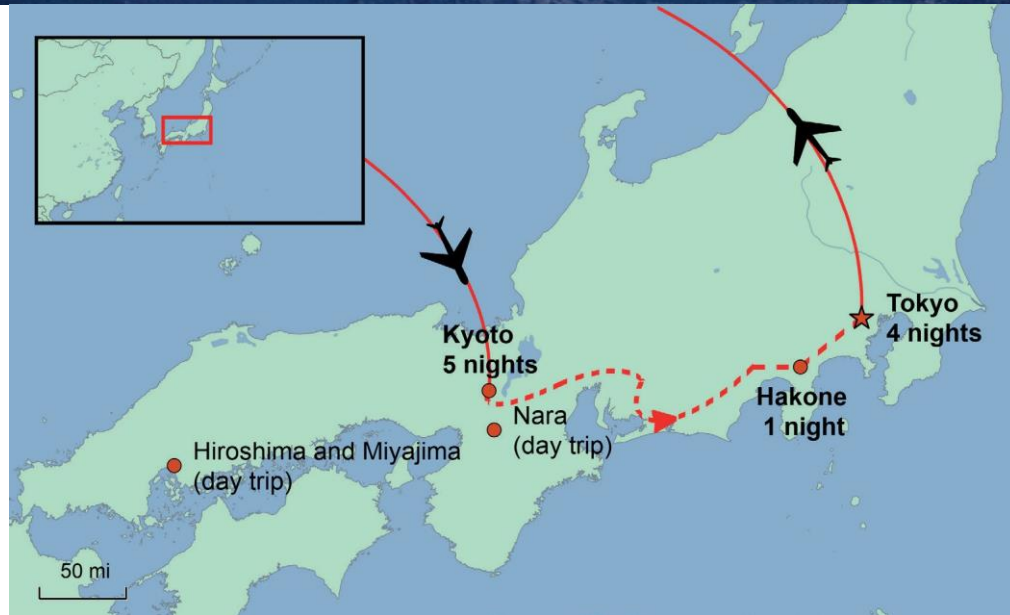 Kyoto
5 nights
Tokyo
4 nights
Hakone
1 night
Nara
(day trip)
Hiroshima and Miyajima
(day trip)
50 mi